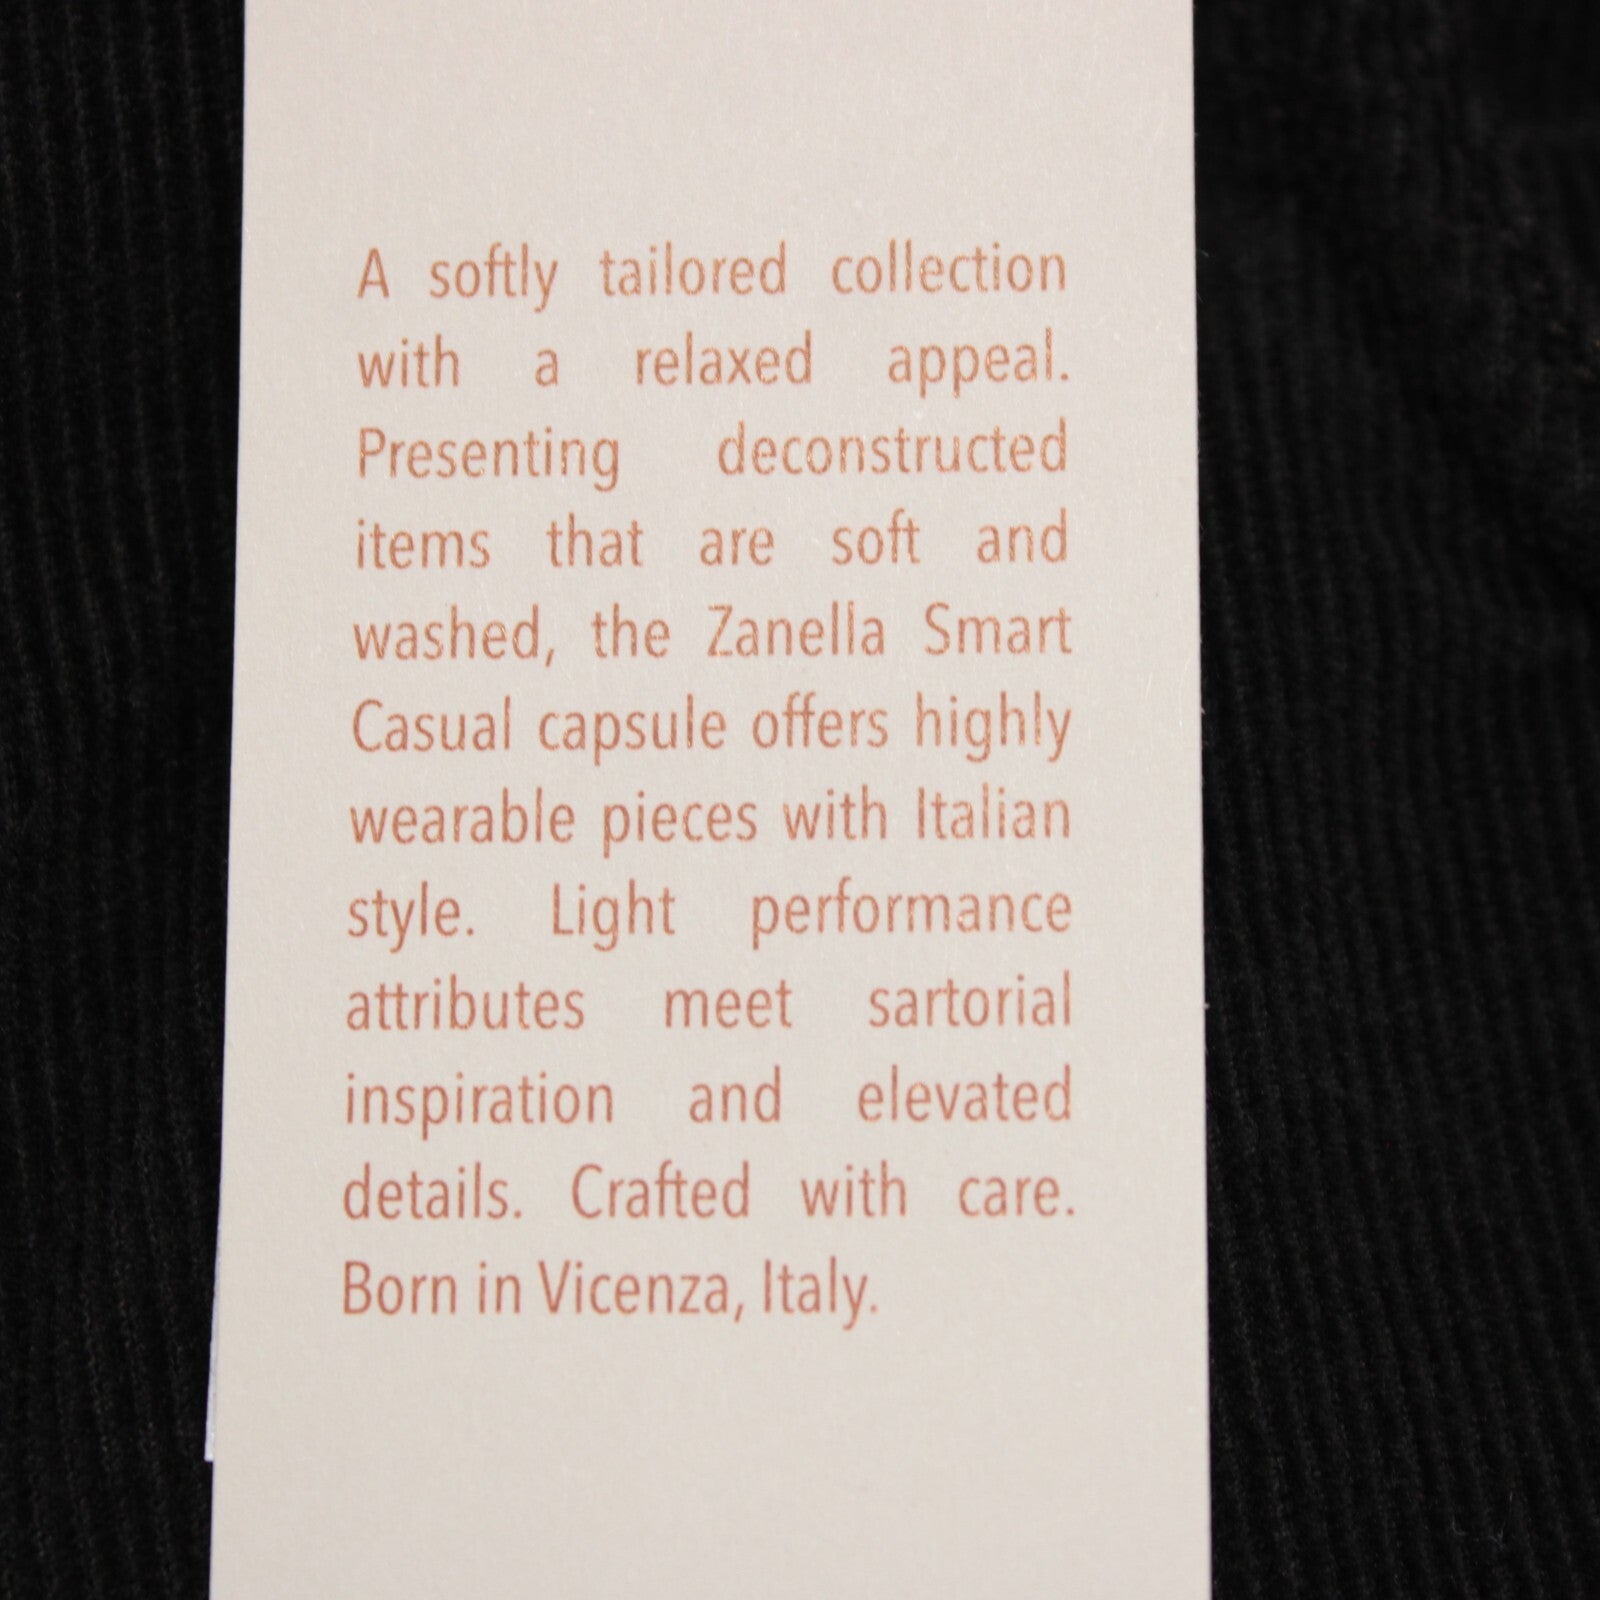 A softly tailored collection
with a relaxed appeal.
Presenting deconstructed
items that are soft and
washed, the Zanella Smart
Casual capsule offers highly
wearable pieces with Italian
style. Light performance
attributes meet sartorial
inspiration and elevated
details. Crafted with care.
Born in Vicenza, Italy.